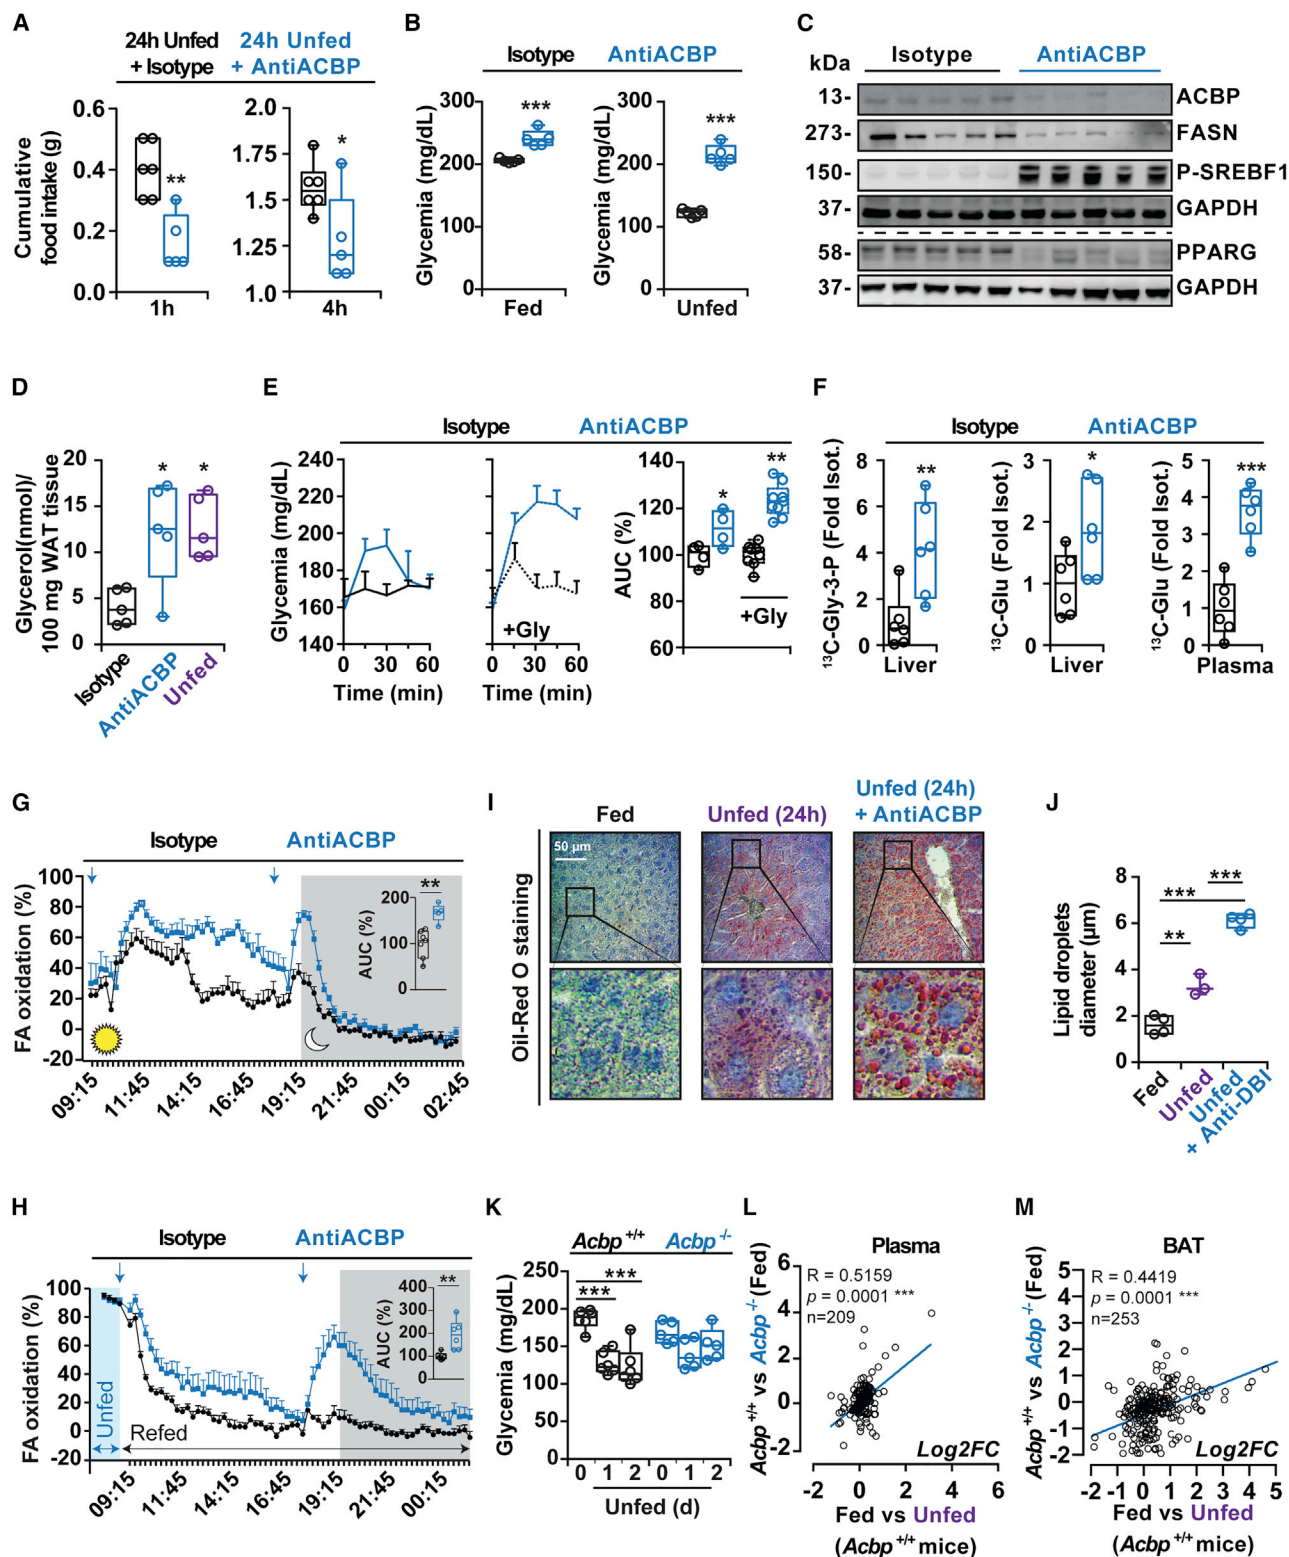 A
24h Unfed
+ Isotype
24h Unfed
+ AntiACBP
Cumulative
food intake (g)
0.6
0.4
0.2
0.0
**
1h
2.0
1.75
1.5
1.25
1.0
*
4h
B
Isotype
AntiACBP
Glycemia (mg/dL)
300
200
100
0
***
Fed
Glycemia (mg/dL)
300
200
100
0
***
Unfed
C
kDa
Isotype
AntiACBP
13-
ACBP
273-
FASN
150-
P-SREBF1
37-
GAPDH
58-
PPARG
37-
GAPDH
D
Glycerol(nmol)/
100 mg WAT tissue
20
15
10
5
0
*
*
Isotype
AntiACBP
Unfed
E
Isotype
AntiACBP
Glycemia (mg/dL)
240
220
200
180
160
140
0
30
60
Time (min)
+Gly
0
30
60
Time (min)
AUC (%)
140
120
100
80
60
*
**
+Gly
F
Isotype
AntiACBP
13C-Gly-3-P (Fold Isot.)
8
6
4
2
0
**
Liver
13C-Glu (Fold Isot.)
3
2
1
0
*
Liver
13C-Glu (Fold Isot.)
5
4
3
2
1
0
***
Plasma
G
Isotype
AntiACBP
FA oxidation (%)
100
80
60
40
20
0
-20
AUC (%)
200
100
0
**
09:15
11:45
14:15
16:45
19:15
21:45
00:15
02:45
I
Fed
Unfed (24h)
Unfed (24h)
+ AntiACBP
Oil-Red O staining
50 µm
J
Lipid droplets
diameter (µm)
8
6
4
2
0
***
***
**
Fed
Unfed
Unfed
+ Anti-DBI
H
Isotype
AntiACBP
FA oxidation (%)
100
80
60
40
20
0
-20
Unfed
Refed
AUC (%)
400
300
200
100
0
**
09:15
11:45
14:15
16:45
19:15
21:45
00:15
K
Acbp +/+
Acbp -/-
Glycemia (mg/dL)
250
200
150
100
50
0
***
***
0
1
2
0
1
2
Unfed (d)
L
Plasma
Acbp+/+ vs Acbp-/- (Fed)
6
4
2
0
-2
R = 0.5159
p = 0.0001 ***
n=209
Log2FC
-2
0
2
4
6
Fed vs Unfed
(Acbp+/+ mice)
M
BAT
Acbp+/+ vs Acbp-/- (Fed)
5
4
3
2
1
0
-1
-2
R = 0.4419
p = 0.0001 ***
n=253
Log2FC
-2
-1
0
1
2
3
4
5
Fed vs Unfed
(Acbp+/+ mice)